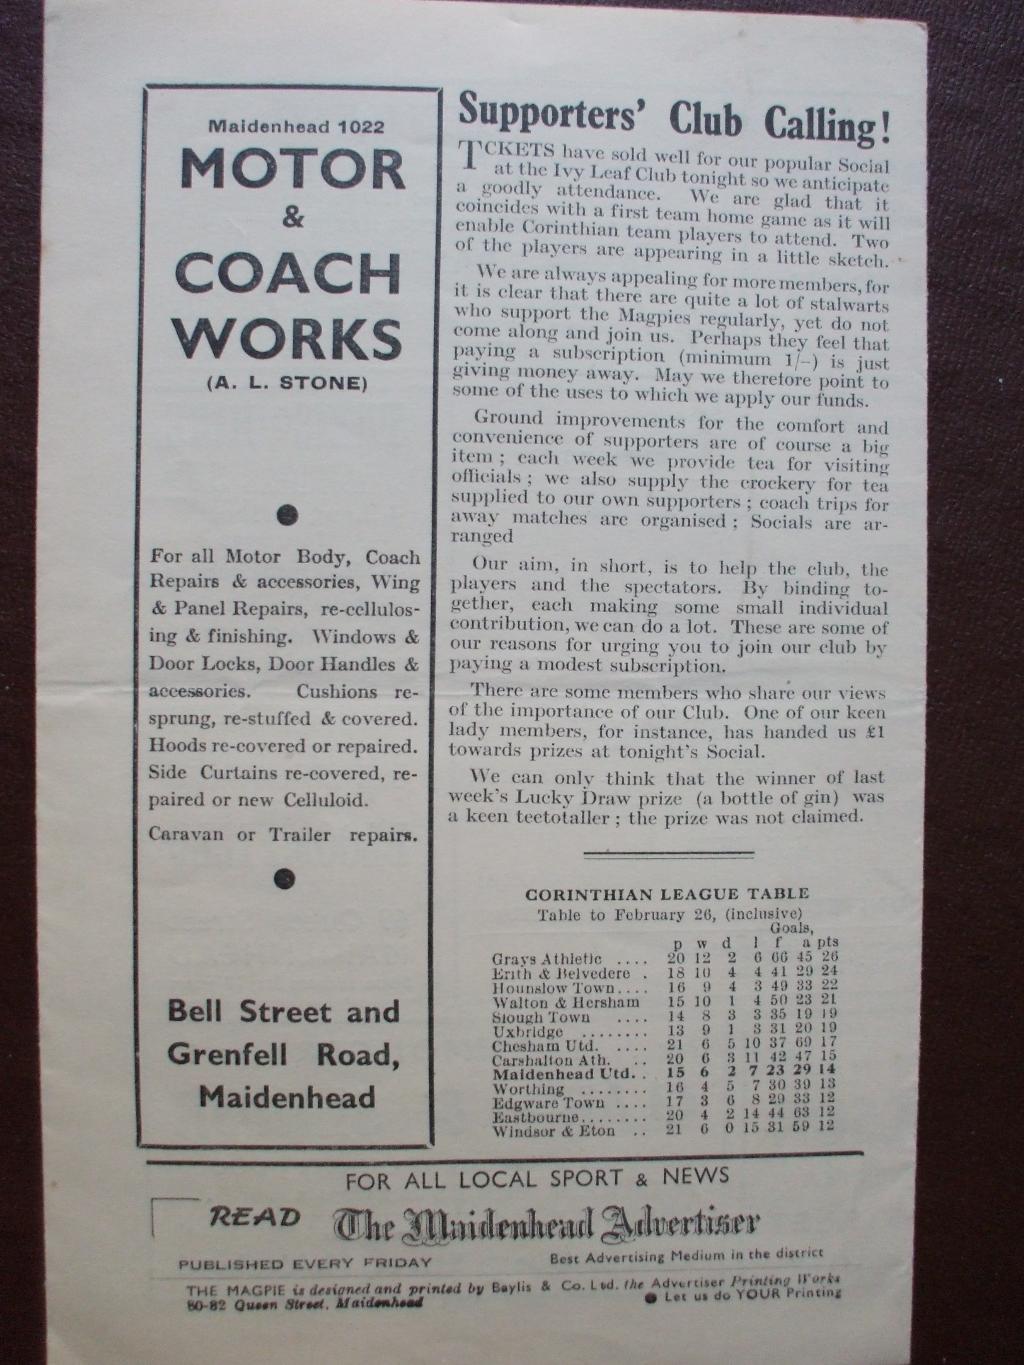 Maidenhead 1022
MOTOR
&
COACH
WORKS
(A. L. STONE)
For all Motor Body, Coach
Repairs & accessories, Wing
& Panel Repairs, re-cellulos-
ing & finishing. Windows &
Door Locks, Door Handles &
accessories. Cushions re-
sprung, re-stuffed & covered.
Hoods re-covered or repaired.
Side Curtains re-covered, re-
paired or new Celluloid.
Caravan or Trailer repairs.
Bell Street and
Grenfell Road,
Maidenhead
Supporters' Club Calling!
TCKETS have sold well for our popular Social
at the Ivy Leaf Club tonight so we anticipate
a goodly attendance. We are glad that it
coincides with a first team home game as it will
enable Corinthian team players to attend. Two
of the players are appearing in a little sketch.
We are always appealing for more members, for
it is clear that there are quite a lot of stalwarts
who support the Magpies regularly, yet do not
come along and join us. Perhaps they feel that
paying a subscription (minimum 1/-) is just
giving money away. May we therefore point to
some of the uses to which we apply our funds.
Ground improvements for the comfort and
convenience of supporters are of course a big
item ; each week we provide tea for visiting
officials ; we also supply the crockery for tea
supplied to our own supporters ; coach trips for
away matches are organised ; Socials are ar-
ranged
Our aim, in short, is to help the club, the
players and the spectators. By binding to-
gether, each making some small individual
contribution, we can do a lot. These are some of
our reasons for urging you to join our club by
paying a modest subscription.
There are some members who share our views
of the importance of our Club. One of our keen
lady members, for instance, has handed us £1
towards prizes at tonight's Social.
We can only think that the winner of last
week's Lucky Draw prize (a bottle of gin) was
a keen teetotaller ; the prize was not claimed.
CORINTHIAN LEAGUE TABLE
Table to February 26, (inclusive)
Goals,
p w d l f a pts
Grays Athletic .... 20 12 2 6 66 45 26
Erith & Belvedere . 18 10 4 4 41 29 24
Hounslow Town.... 16 9 4 3 49 33 22
Walton & Hersham 15 10 1 4 50 23 21
Slough Town .... 14 8 3 3 35 19 19
Uxbridge ........ 13 9 1 3 31 20 19
Chesham Utd. .... 21 6 5 10 37 69 17
Carshalton Ath. .. 20 6 3 11 42 47 15
Maidenhead Utd. . 15 6 2 7 23 29 14
Worthing ........ 16 4 5 7 30 39 13
Edgware Town .... 17 3 6 8 29 33 12
Eastbourne....... 20 4 2 14 44 63 12
Windsor & Eton .. 21 6 0 15 31 59 12
FOR ALL LOCAL SPORT & NEWS
READ The Maidenhead Advertiser
PUBLISHED EVERY FRIDAY Best Advertising Medium in the district
THE MAGPIE is designed and printed by Baylis & Co. Ltd. the Advertiser Printing Works
80-82 Queen Street, Maidenhead ● Let us do YOUR Printing